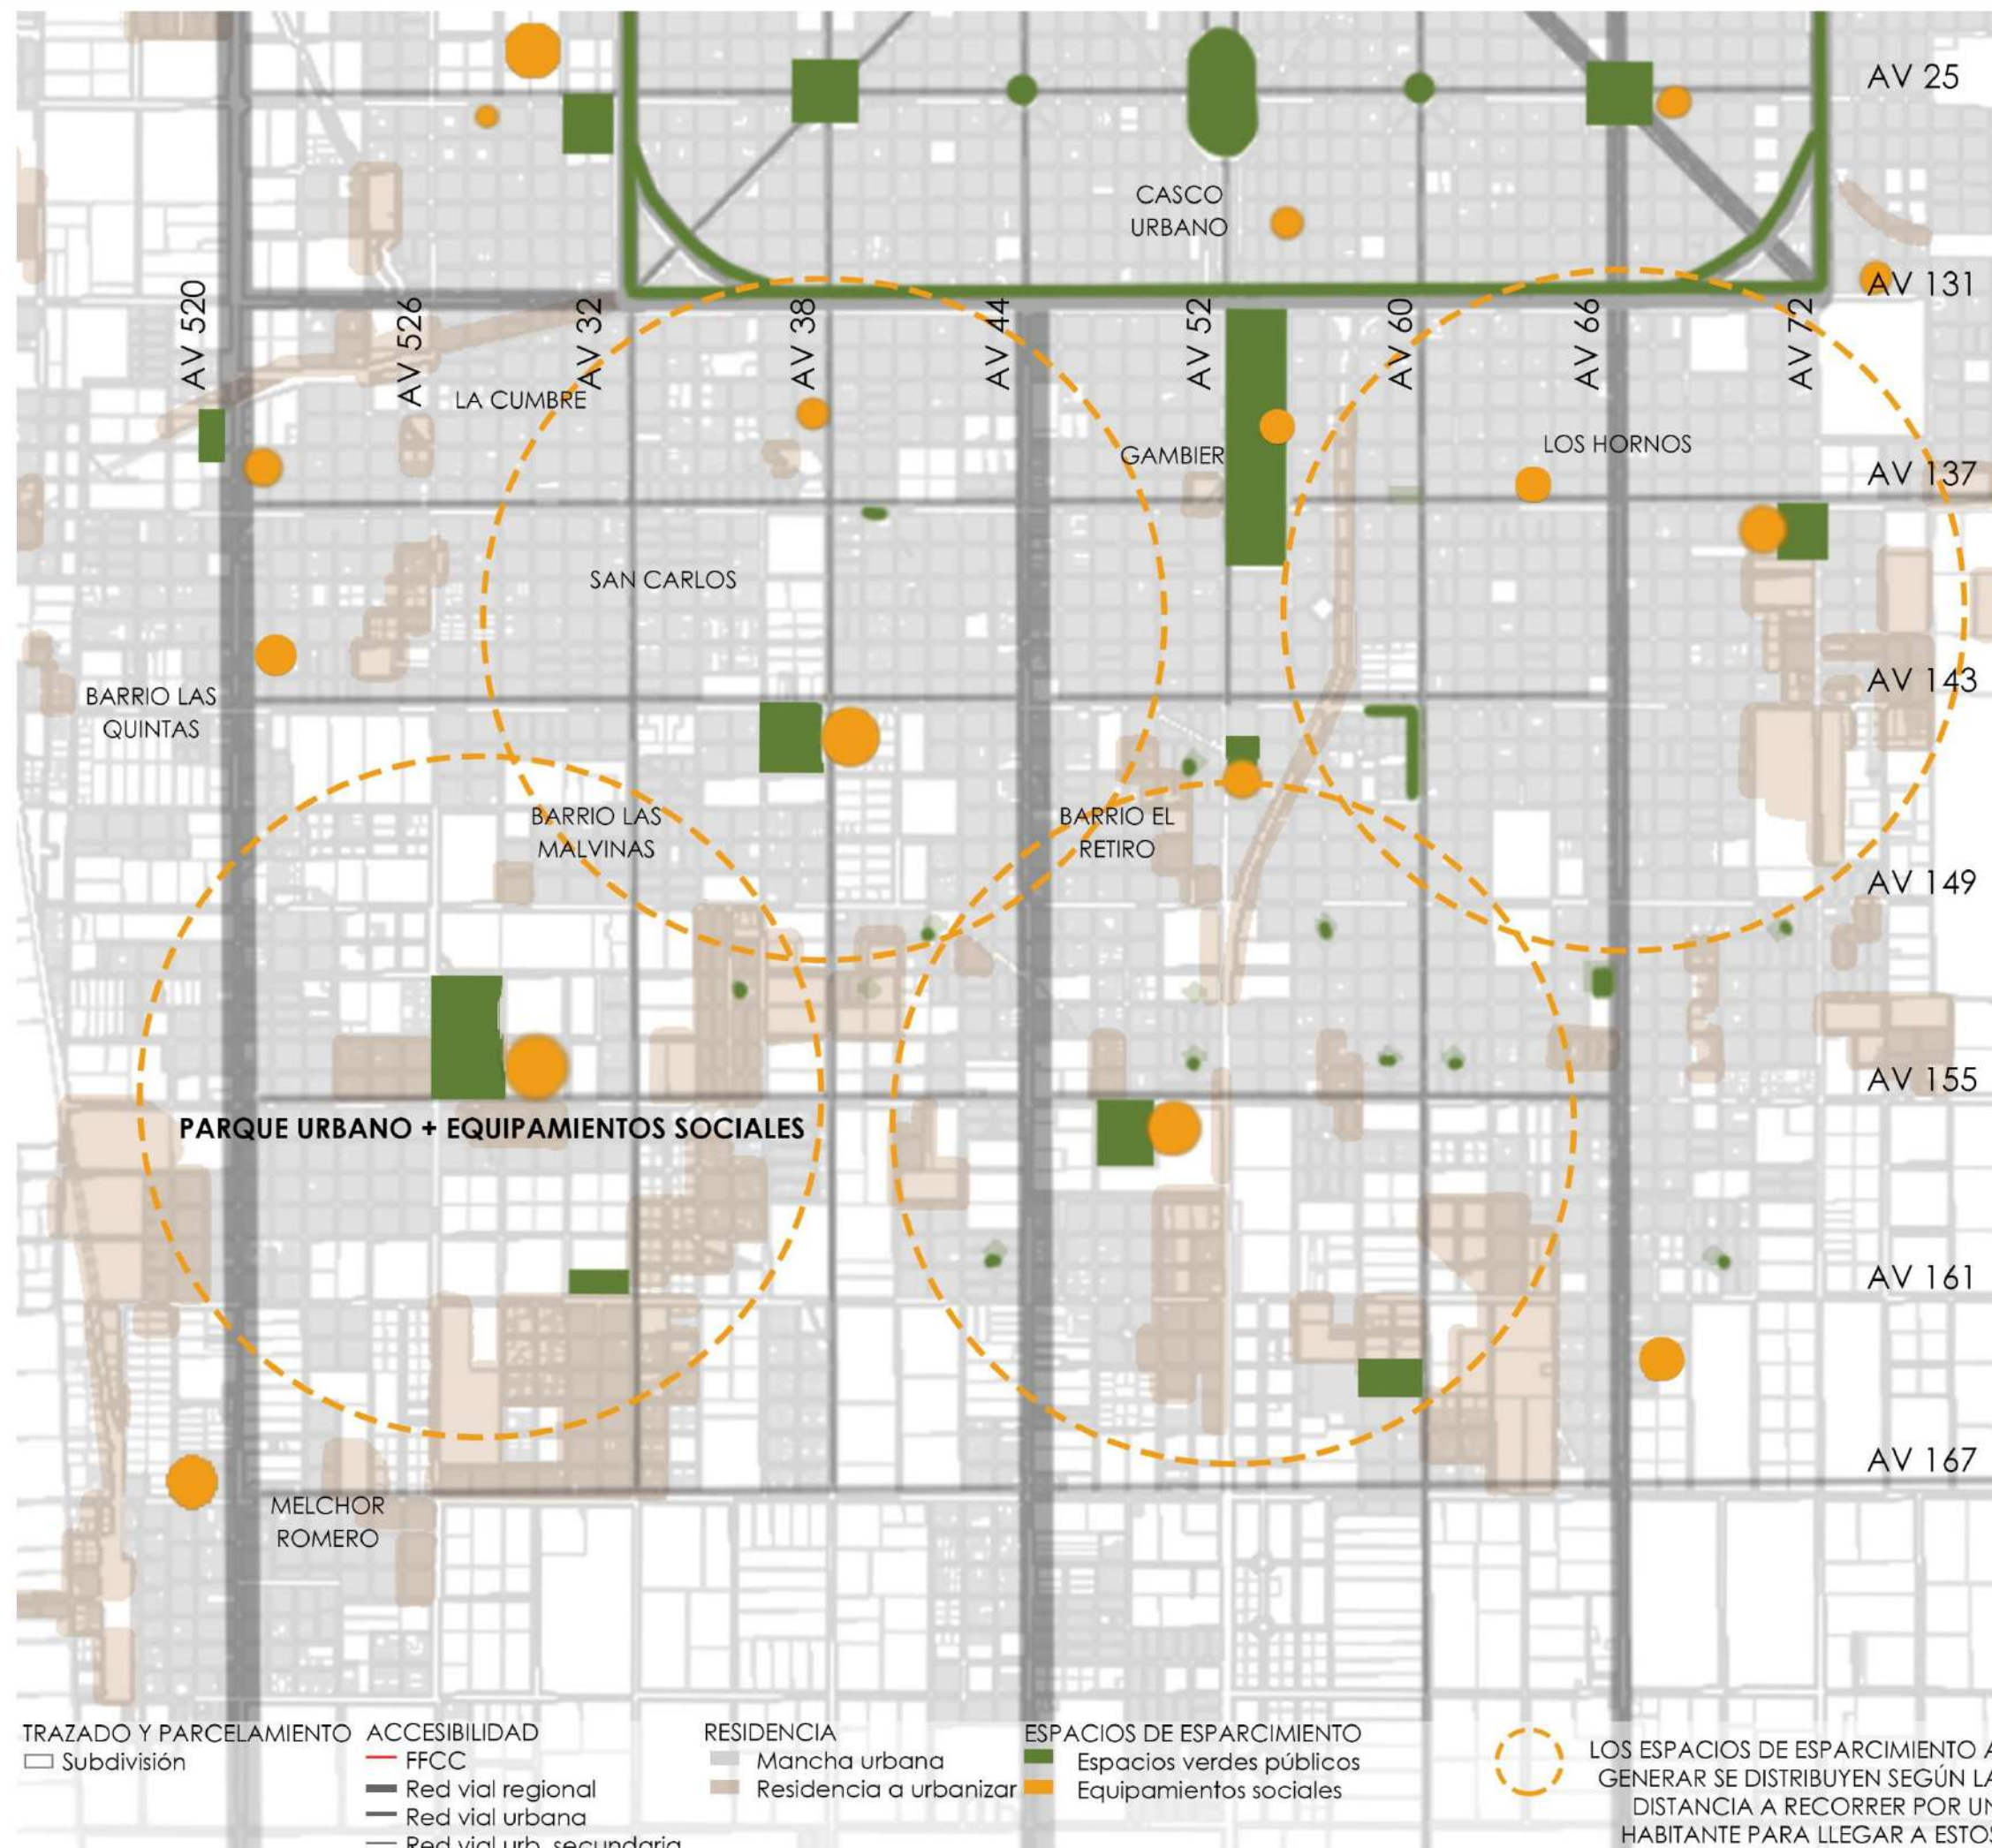 AV 25
CASCO
URBANO
AV 131
AV 520
AV 526
AV 32
AV 38
AV 44
AV 52
AV 60
AV 66
AV 72
LA CUMBRE
GAMBIER
LOS HORNOS
AV 137
SAN CARLOS
AV 143
BARRIO LAS
QUINTAS
BARRIO LAS
MALVINAS
BARRIO EL
RETIRO
AV 149
AV 155
PARQUE URBANO + EQUIPAMIENTOS SOCIALES
AV 161
AV 167
MELCHOR
ROMERO
TRAZADO Y PARCELAMIENTO
Subdivisión
ACCESIBILIDAD
FFCC
Red vial regional
Red vial urbana
Red vial urb. secundaria
RESIDENCIA
Mancha urbana
Residencia a urbanizar
ESPACIOS DE ESPARCIMIENTO
Espacios verdes públicos
Equipamientos sociales
LOS ESPACIOS DE ESPARCIMIENTO A
GENERAR SE DISTRIBUYEN SEGÚN LA
DISTANCIA A RECORRER POR UN
HABITANTE PARA LLEGAR A ESTOS